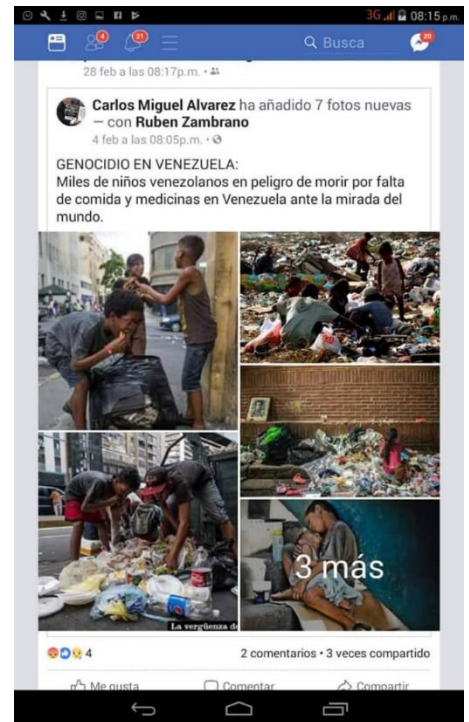 3G 08:15 p.m.
4 21 Busca 20
28 feb a las 08:17p.m.
Carlos Miguel Alvarez ha añadido 7 fotos nuevas
— con Ruben Zambrano
4 feb a las 08:05p.m.
GENOCIDIO EN VENEZUELA:
Miles de niños venezolanos en peligro de morir por falta
de comida y medicinas en Venezuela ante la mirada del
mundo.
3 más
La vergüenza de
4 2 comentarios • 3 veces compartido
Me gusta Comentar Compartir